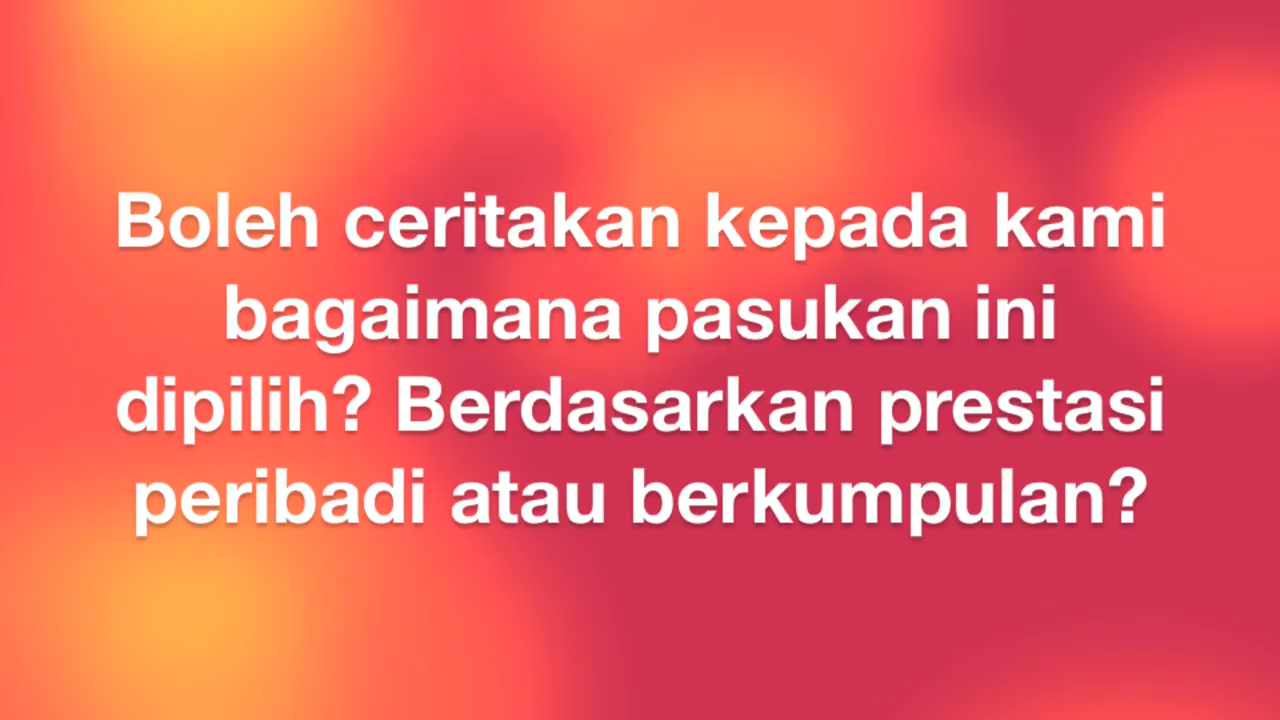 Boleh ceritakan kepada kami
bagaimana pasukan ini
dipilih? Berdasarkan prestasi
peribadi atau berkumpulan?